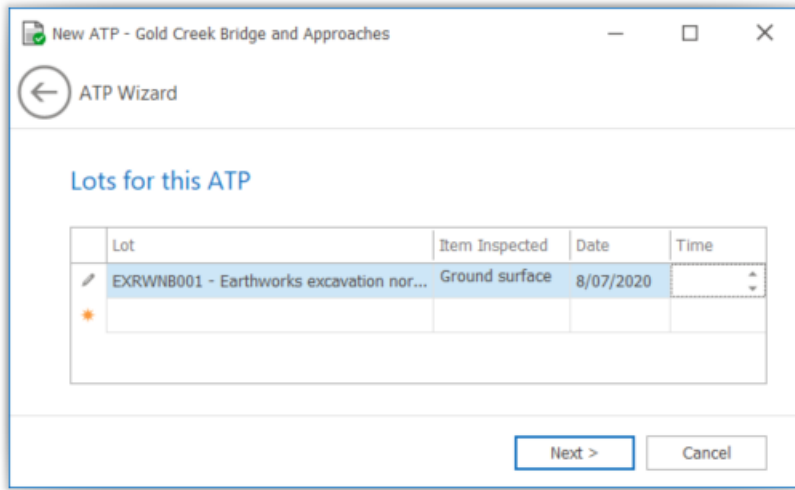 New ATP - Gold Creek Bridge and Approaches
ATP Wizard
Lots for this ATP
Lot Item Inspected Date Time
EXRWNB001 - Earthworks excavation nor... Ground surface 8/07/2020
Next > Cancel